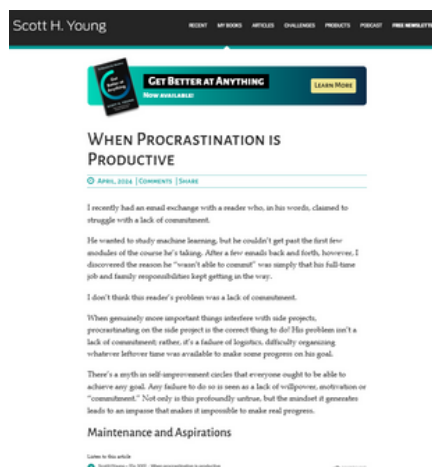 Scott H. Young
RECENT MY BOOKS ARTICLES CHALLENGES PRODUCTS PODCAST FREE NEWSLETTE
Get
Better at
Anything
GET BETTER AT ANYTHING
NOW AVAILABLE!
LEARN MORE
WHEN PROCRASTINATION IS
PRODUCTIVE
APRIL, 2024 | COMMENTS | SHARE
I recently had an email exchange with a reader who, in his words, claimed to
struggle with a lack of commitment.
He wanted to study machine learning, but he couldn't get past the first few
modules of the course he's taking. After a few emails back and forth, however, I
discovered the reason he "wasn't able to commit" was simply that his full-time
job and family responsibilities kept getting in the way.
I don't think this reader's problem was a lack of commitment.
When genuinely more important things interfere with side projects,
procrastinating on the side project is the correct thing to do! His problem isn't a
lack of commitment; rather, it's a failure of logistics, difficulty organizing
whatever leftover time was available to make some progress on his goal.
There's a myth in self-improvement circles that everyone ought to be able to
achieve any goal. Any failure to do so is seen as a lack of willpower, motivation or
"commitment." Not only is this profoundly untrue, but the mindset it generates
leads to an impasse that makes it impossible to make real progress.
Maintenance and Aspirations
Listen to this article